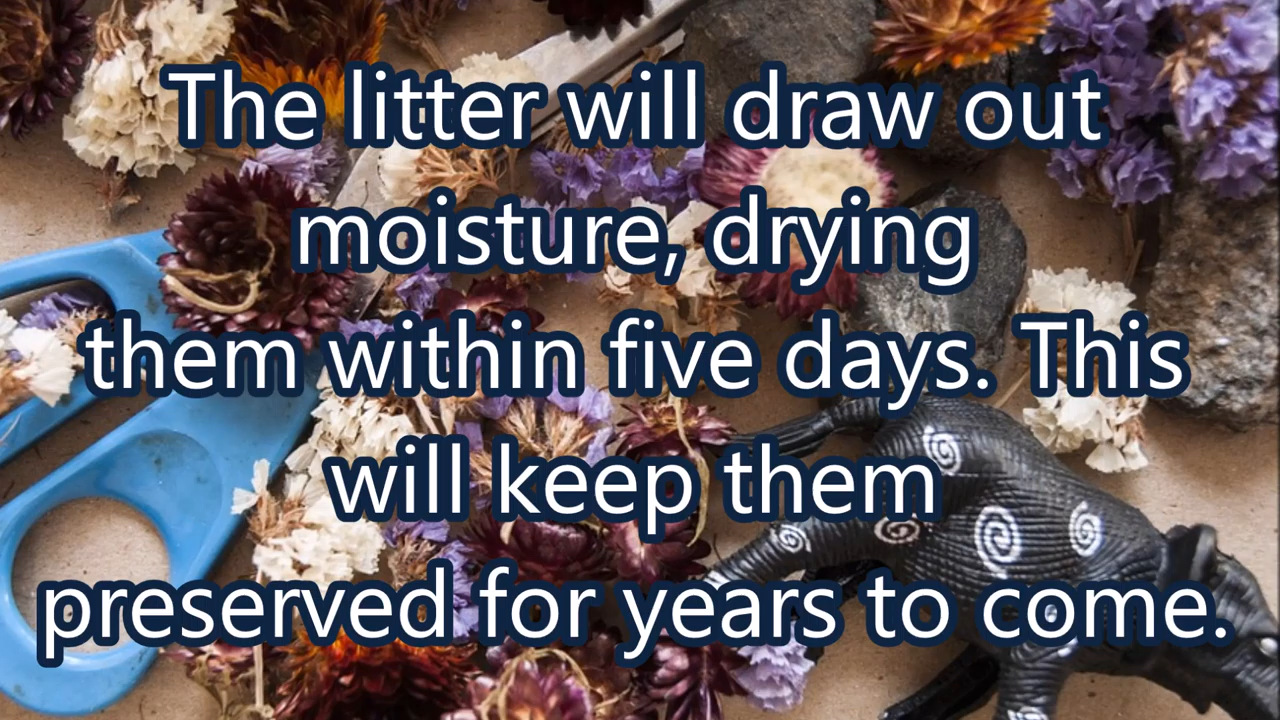 The litter will draw out
moisture, drying
them within five days. This
will keep them
preserved for years to come.